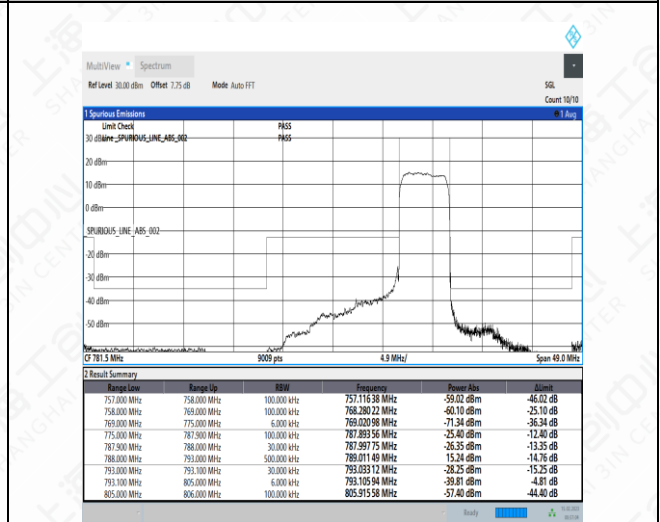 MultiView Spectrum
Ref Level 30.00 dBm Offset 7.75 dB Mode Auto FFT SGL
Count 10/10
1 Spurious Emissions 1 Avg
Limit Check PASS
30 dBm Line _SPURIOUS_LINE_ABS_002 PASS
20 dBm
10 dBm
0 dBm
SPURIOUS_LINE_ABS_002
-20 dBm
-30 dBm
-40 dBm
-50 dBm
CF 781.5 MHz 9009 pts 4.9 MHz/ Span 49.0 MHz
2 Result Summary
Range Low Range Up RBW Frequency Power Abs ΔLimit
757.000 MHz 758.000 MHz 100.000 kHz 757.116 38 MHz -59.02 dBm -46.02 dB
758.000 MHz 769.000 MHz 100.000 kHz 768.280 22 MHz -60.10 dBm -25.10 dB
769.000 MHz 775.000 MHz 6.000 kHz 769.020 98 MHz -71.34 dBm -36.34 dB
775.000 MHz 787.900 MHz 100.000 kHz 787.893 56 MHz -25.40 dBm -12.40 dB
787.900 MHz 788.000 MHz 30.000 kHz 787.997 75 MHz -26.35 dBm -13.35 dB
788.000 MHz 793.000 MHz 500.000 kHz 789.011 49 MHz 15.24 dBm -14.76 dB
793.000 MHz 793.100 MHz 30.000 kHz 793.033 12 MHz -28.25 dBm -15.25 dB
793.100 MHz 805.000 MHz 6.000 kHz 793.105 94 MHz -39.81 dBm -4.81 dB
805.000 MHz 806.000 MHz 100.000 kHz 805.915 58 MHz -57.40 dBm -44.40 dB
Ready